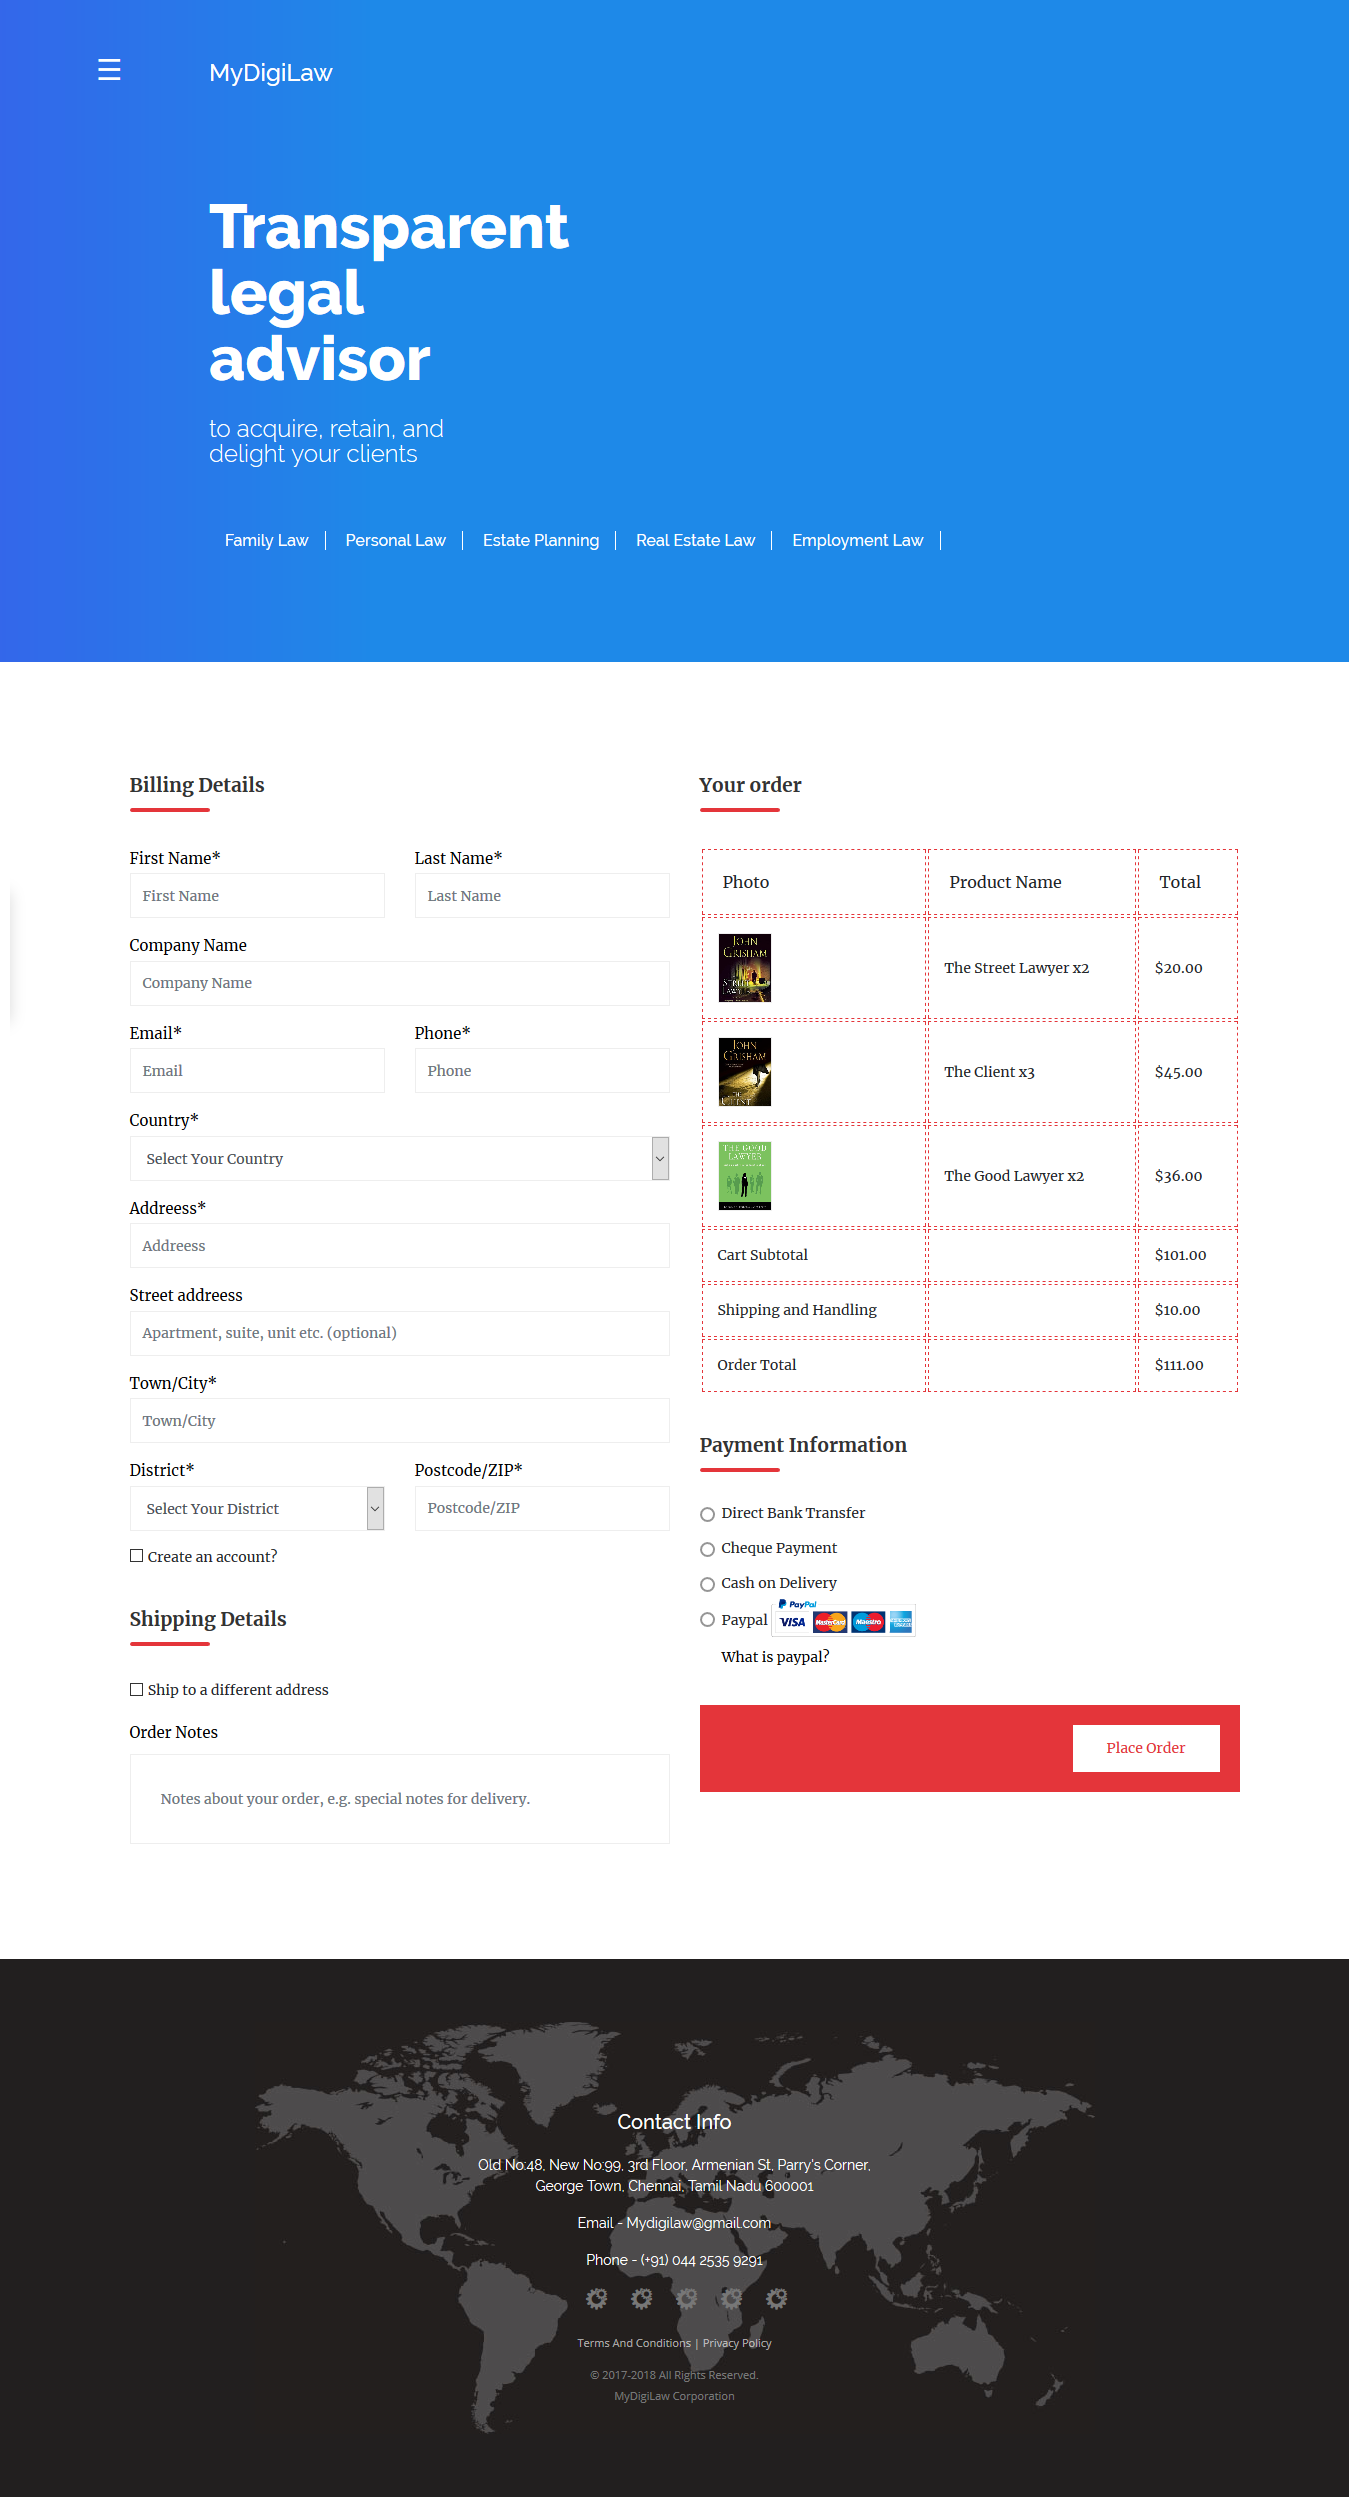 ☰ MyDigiLaw
Transparent
legal
advisor
to acquire, retain, and
delight your clients
Family Law
Personal Law
Estate Planning
Real Estate Law
Employment Law
Billing Details
First Name*
Last Name*
First Name
Last Name
Company Name
Company Name
Email*
Phone*
Email
Phone
Country*
Select Your Country
Addreess*
Addreess
Street addreess
Apartment, suite, unit etc. (optional)
Town/City*
Town/City
District*
Postcode/ZIP*
Select Your District
Postcode/ZIP
Create an account?
Shipping Details
Ship to a different address
Order Notes
Notes about your order, e.g. special notes for delivery.
Your order
Photo
Product Name
Total
JOHN
GRISHAM
The Street Lawyer x2
$20.00
JOHN
GRISHAM
The Client x3
$45.00
THE GOOD
LAWYER
The Good Lawyer x2
$36.00
Cart Subtotal
$101.00
Shipping and Handling
$10.00
Order Total
$111.00
Payment Information
Direct Bank Transfer
Cheque Payment
Cash on Delivery
Paypal
PayPal
VISA MasterCard Maestro
What is paypal?
Place Order
Contact Info
Old No:48, New No:99, 3rd Floor, Armenian St, Parry's Corner,
George Town, Chennai, Tamil Nadu 600001
Email - Mydigilaw@gmail.com
Phone - (+91) 044 2535 9291
Terms And Conditions | Privacy Policy
© 2017-2018 All Rights Reserved.
MyDigiLaw Corporation